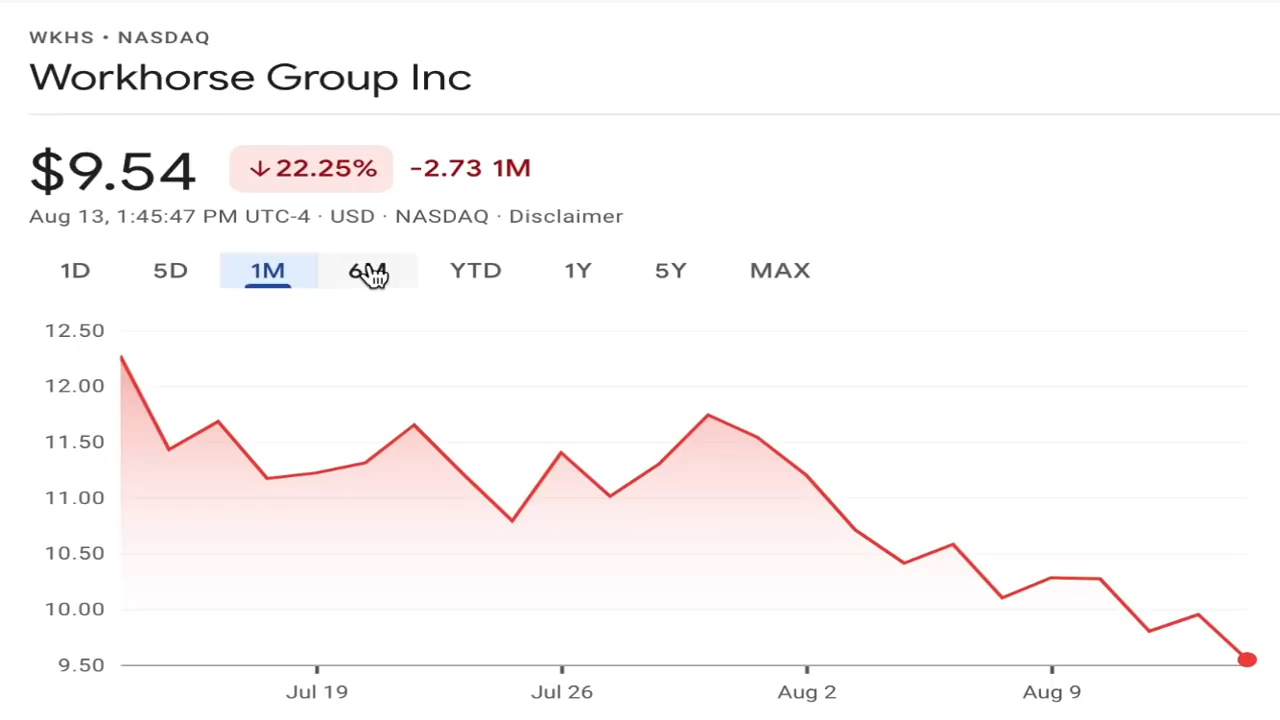 WKHS • NASDAQ
Workhorse Group Inc
$9.54 ↓22.25% -2.73 1M
Aug 13, 1:45:47 PM UTC-4 · USD · NASDAQ · Disclaimer
1D 5D 1M 6M YTD 1Y 5Y MAX
12.50
12.00
11.50
11.00
10.50
10.00
9.50
Jul 19 Jul 26 Aug 2 Aug 9